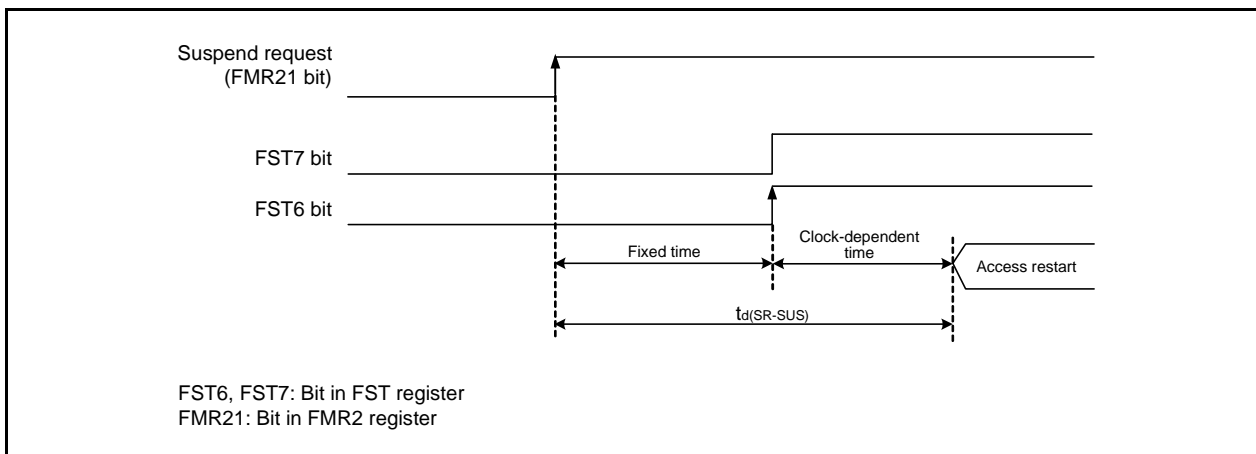 Suspend request
(FMR21 bit)
FST7 bit
FST6 bit
Fixed time
Clock-dependent
time
Access restart
td(SR-SUS)
FST6, FST7: Bit in FST register
FMR21: Bit in FMR2 register